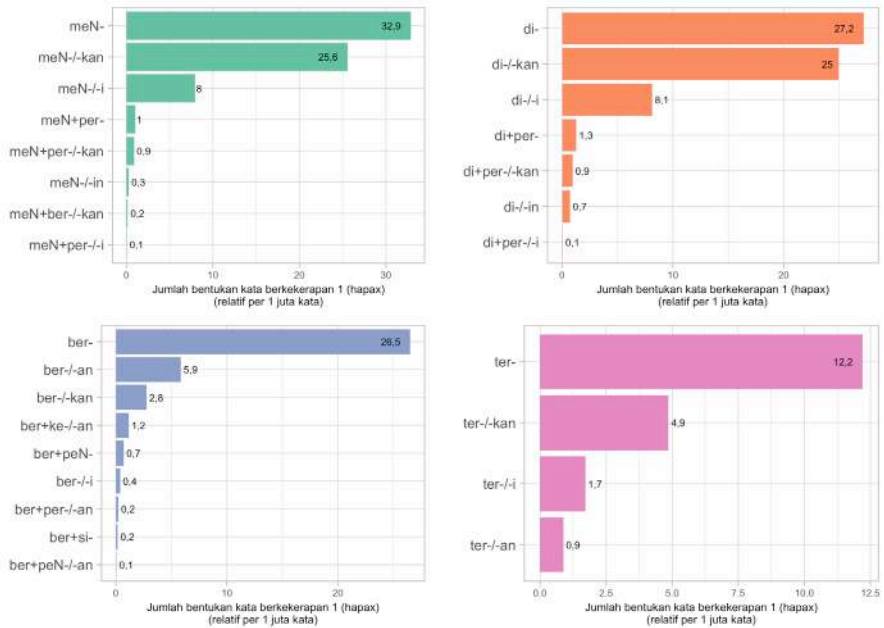 meN-
32,9
meN-/-kan
25,6
meN-/-i
8
meN+per-
1
meN+per-/-kan
0,9
meN-/-in
0,3
meN+ber-/-kan
0,2
meN+per-/-i
0,1
0
10
20
30
Jumlah bentukan kata berkekerapan 1 (hapax)
(relatif per 1 juta kata)
di-
27,2
di-/-kan
25
di-/-i
8,1
di+per-
1,3
di+per-/-kan
0,9
di-/-in
0,7
di+per-/-i
0,1
0
10
20
Jumlah bentukan kata berkekerapan 1 (hapax)
(relatif per 1 juta kata)
ber-
26,5
ber-/-an
5,9
ber-/-kan
2,8
ber+ke-/-an
1,2
ber+peN-
0,7
ber-/-i
0,4
ber+per-/-an
0,2
ber+si-
0,2
ber+peN-/-an
0,1
0
10
20
Jumlah bentukan kata berkekerapan 1 (hapax)
(relatif per 1 juta kata)
ter-
12,2
ter-/-kan
4,9
ter-/-i
1,7
ter-/-an
0,9
0.0
2.5
5.0
7.5
10.0
12.5
Jumlah bentukan kata berkekerapan 1 (hapax)
(relatif per 1 juta kata)